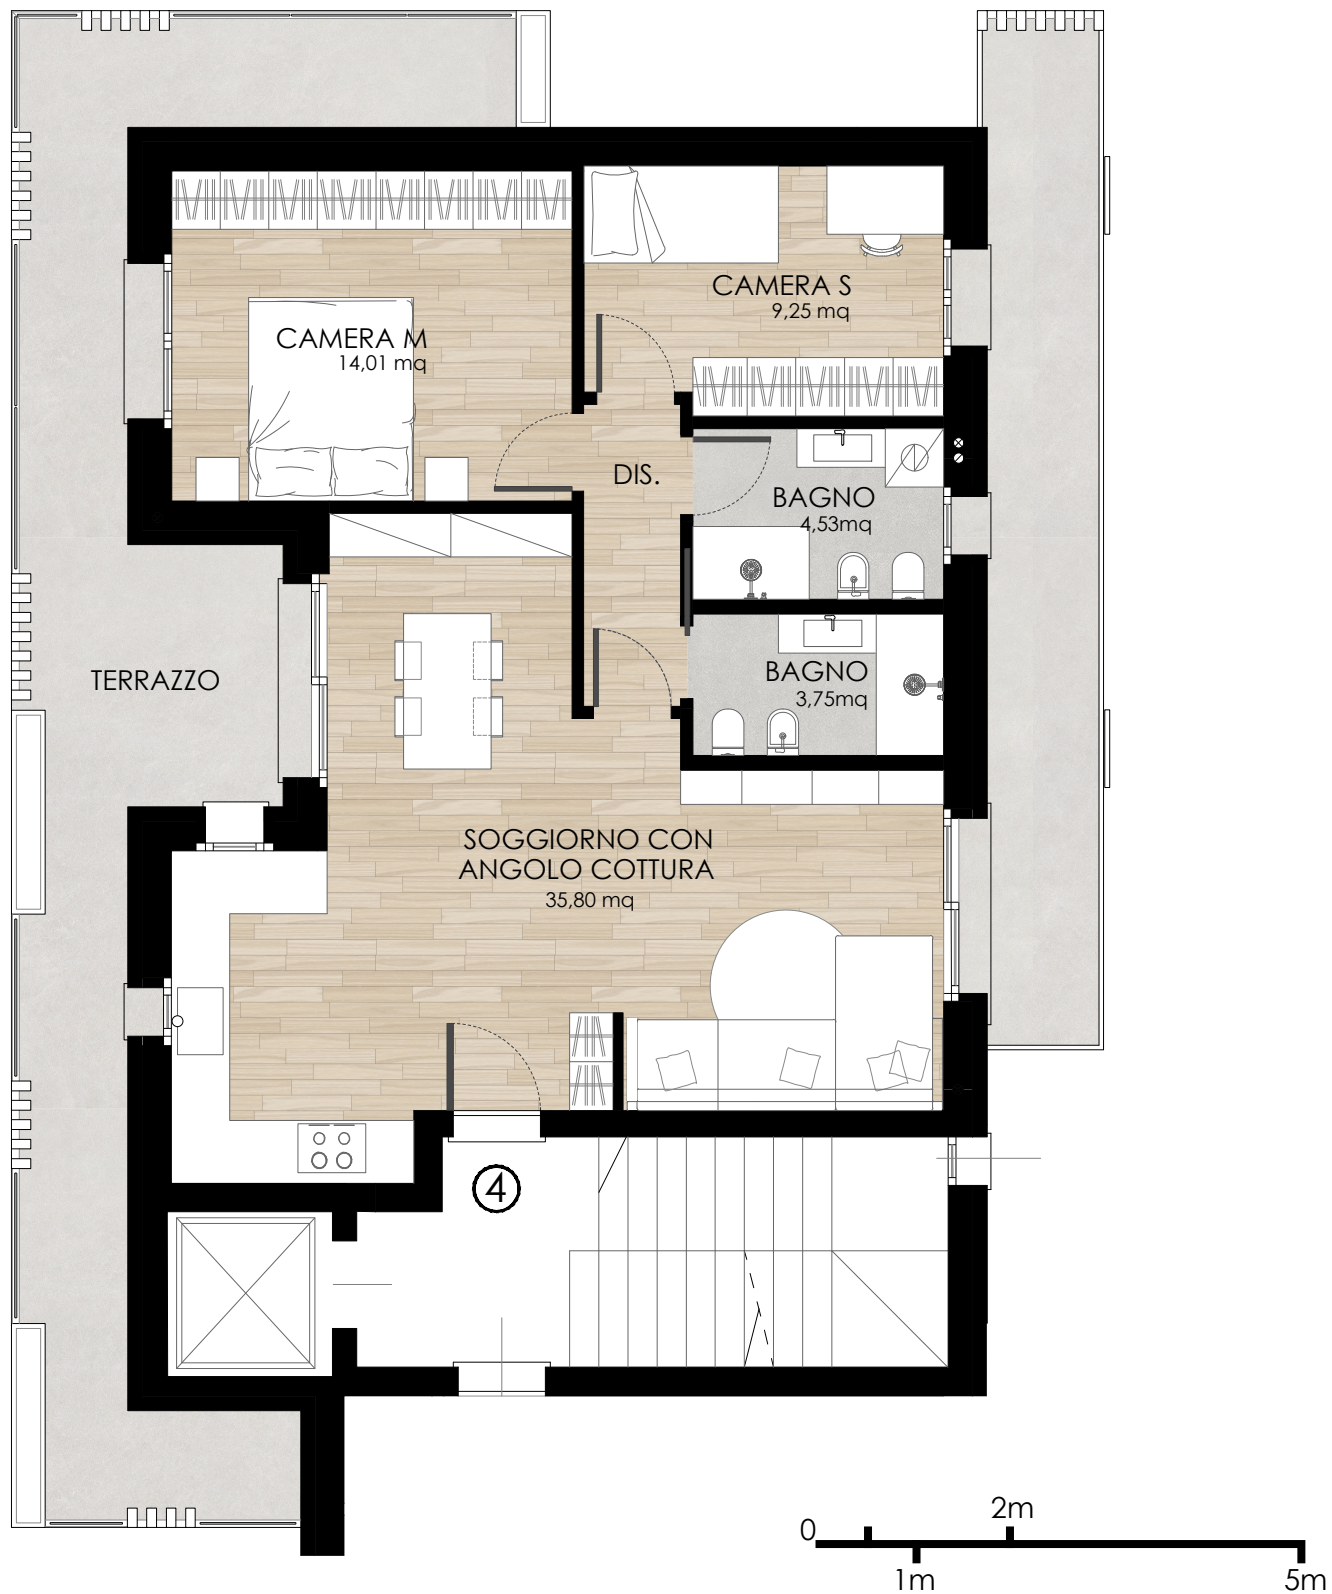 CAMERA S
9,25 mq
CAMERA M
14,01 mq
DIS.
BAGNO
4,53mq
TERRAZZO
BAGNO
3,75mq
SOGGIORNO CON
ANGOLO COTTURA
35,80 mq
4
0
2m
1m
5m